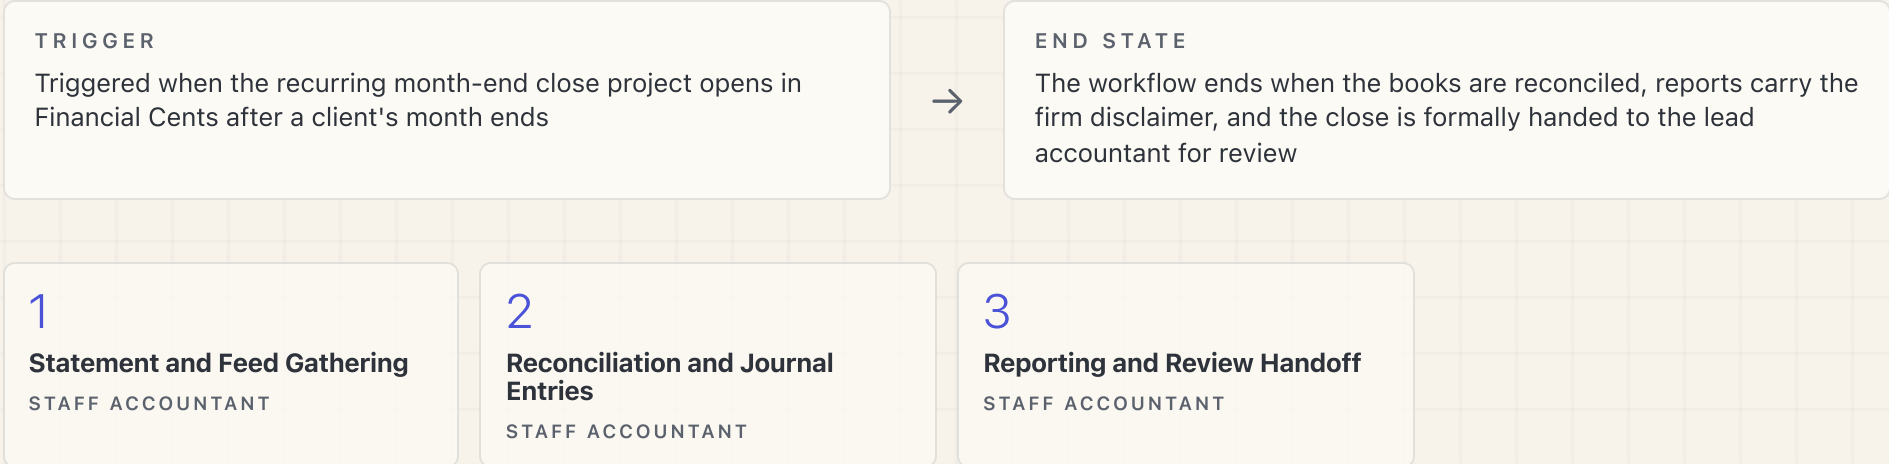 TRIGGER
Triggered when the recurring month-end close project opens in
Financial Cents after a client's month ends
→
END STATE
The workflow ends when the books are reconciled, reports carry the
firm disclaimer, and the close is formally handed to the lead
accountant for review
1
Statement and Feed Gathering
STAFF ACCOUNTANT
2
Reconciliation and Journal
Entries
STAFF ACCOUNTANT
3
Reporting and Review Handoff
STAFF ACCOUNTANT